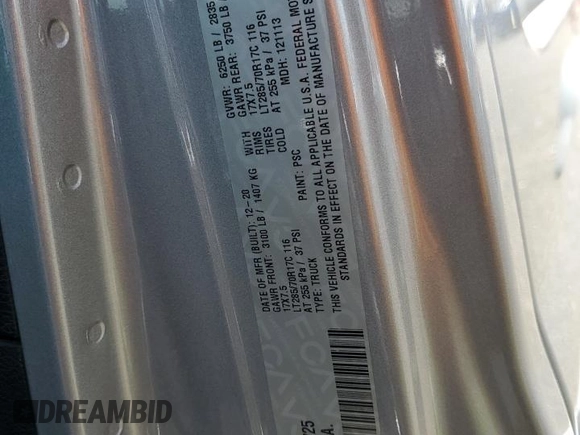 DATE OF MFR (BUILT): 12-20 GVWR: 6250 LB / 2835
GAWR FRONT: 3100 LB / 1407 KG WITH GAWR REAR: 3750 LB
17X7.5 RIMS 17X7.5
LT285/70R17C 116 TIRES LT285/70R17C 116
AT 255 kPa / 37 PSI COLD AT 255 kPa / 37 PSI
TYPE: TRUCK PAINT: PSC MDH: 121113
THIS VEHICLE CONFORMS TO ALL APPLICABLE U.S.A. FEDERAL
STANDARDS IN EFFECT ON THE DATE OF MANUFACTURE
DREAMBID